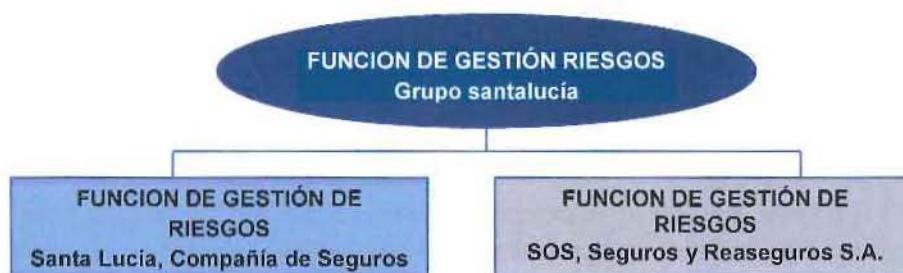 FUNCION DE GESTIÓN RIESGOS
Grupo santalucía
FUNCION DE GESTIÓN DE
RIESGOS
Santa Lucia, Compañía de Seguros
FUNCION DE GESTIÓN DE
RIESGOS
SOS, Seguros y Reaseguros S.A.